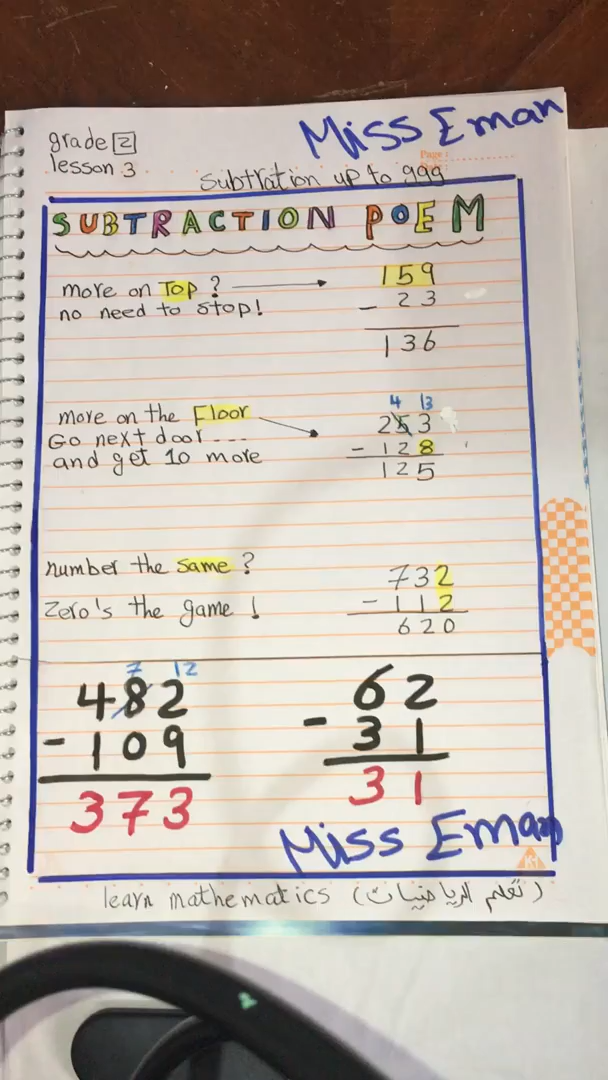 Miss Eman
grade 2
lesson 3
subtration up to 999
SUBTRACTION POEM
more on Top ?
no need to stop!
159
- 23
136
more on the Floor
Go next door ....
and get 10 more
4 13
253
- 128
125
number the same ?
Zero's the game !
732
- 112
620
7 12
482
- 109
373
62
- 31
31
Miss Eman
learn mathematics (تعلم الرياضيات)